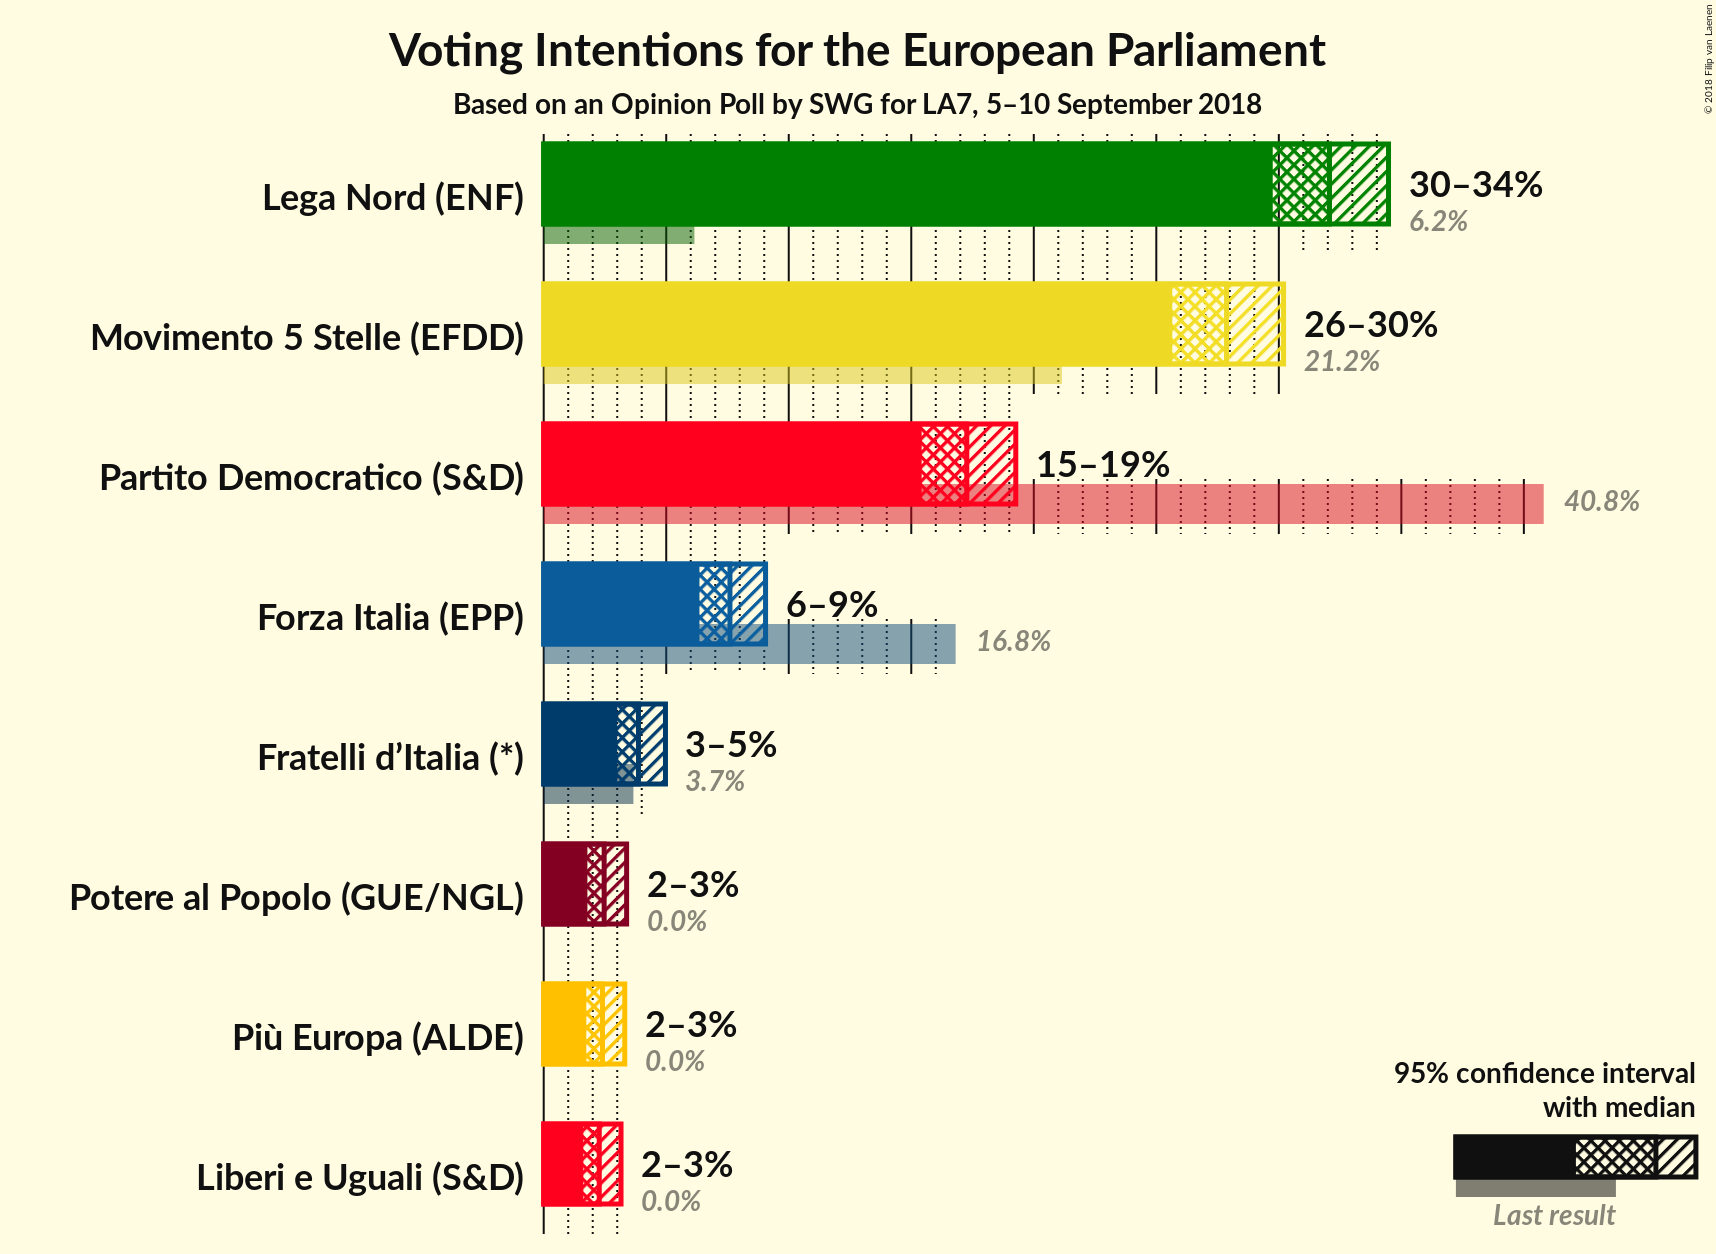 Voting Intentions for the European Parliament
Based on an Opinion Poll by SWG for LA7, 5–10 September 2018
© 2018 Filip van Laenen
Lega Nord (ENF)
30–34%
6.2%
Movimento 5 Stelle (EFDD)
26–30%
21.2%
Partito Democratico (S&D)
15–19%
40.8%
Forza Italia (EPP)
6–9%
16.8%
Fratelli d’Italia (*)
3–5%
3.7%
Potere al Popolo (GUE/NGL)
2–3%
0.0%
Più Europa (ALDE)
2–3%
0.0%
Liberi e Uguali (S&D)
2–3%
0.0%
95% confidence interval
with median
Last result